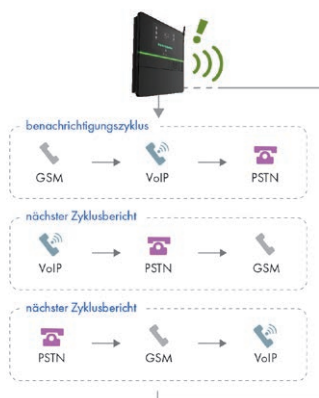 benachrichtigungszyklus
GSM VoIP PSTN
nächster Zyklusbericht
VoIP PSTN GSM
nächster Zyklusbericht
PSTN GSM VoIP